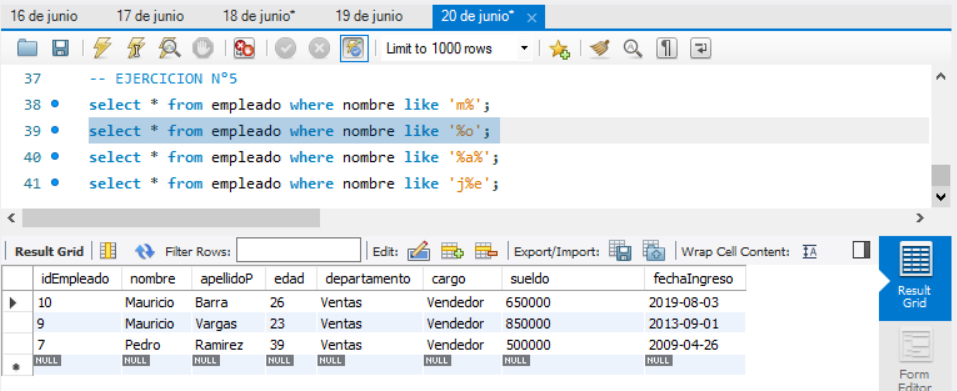 16 de junio 17 de junio 18 de junio* 19 de junio 20 de junio*
Limit to 1000 rows
37 -- EJERCICION N°5
38 select * from empleado where nombre like 'm%';
39 select * from empleado where nombre like '%o';
40 select * from empleado where nombre like '%a%';
41 select * from empleado where nombre like 'j%e';
Result Grid Filter Rows: Edit: Export/Import: Wrap Cell Content:
idEmpleado nombre apellidoP edad departamento cargo sueldo fechaIngreso
10 Mauricio Barra 26 Ventas Vendedor 650000 2019-08-03
9 Mauricio Vargas 23 Ventas Vendedor 850000 2013-09-01
7 Pedro Ramirez 39 Ventas Vendedor 500000 2009-04-26
NULL NULL NULL NULL NULL NULL NULL NULL
Result
Grid
Form
Editor